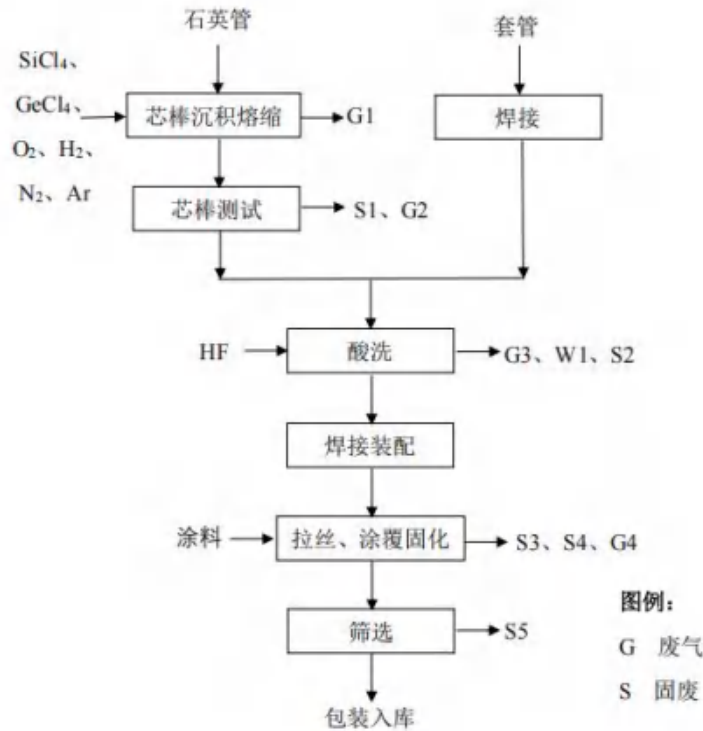 石英管
套管
SiCl₄、
GeCl₄、
O₂、H₂、
N₂、Ar
芯棒沉积熔缩
G1
焊接
芯棒测试
S1、G2
HF
酸洗
G3、W1、S2
焊接装配
涂料
拉丝、涂覆固化
S3、S4、G4
筛选
S5
包装入库
图例：
G 废气
S 固废